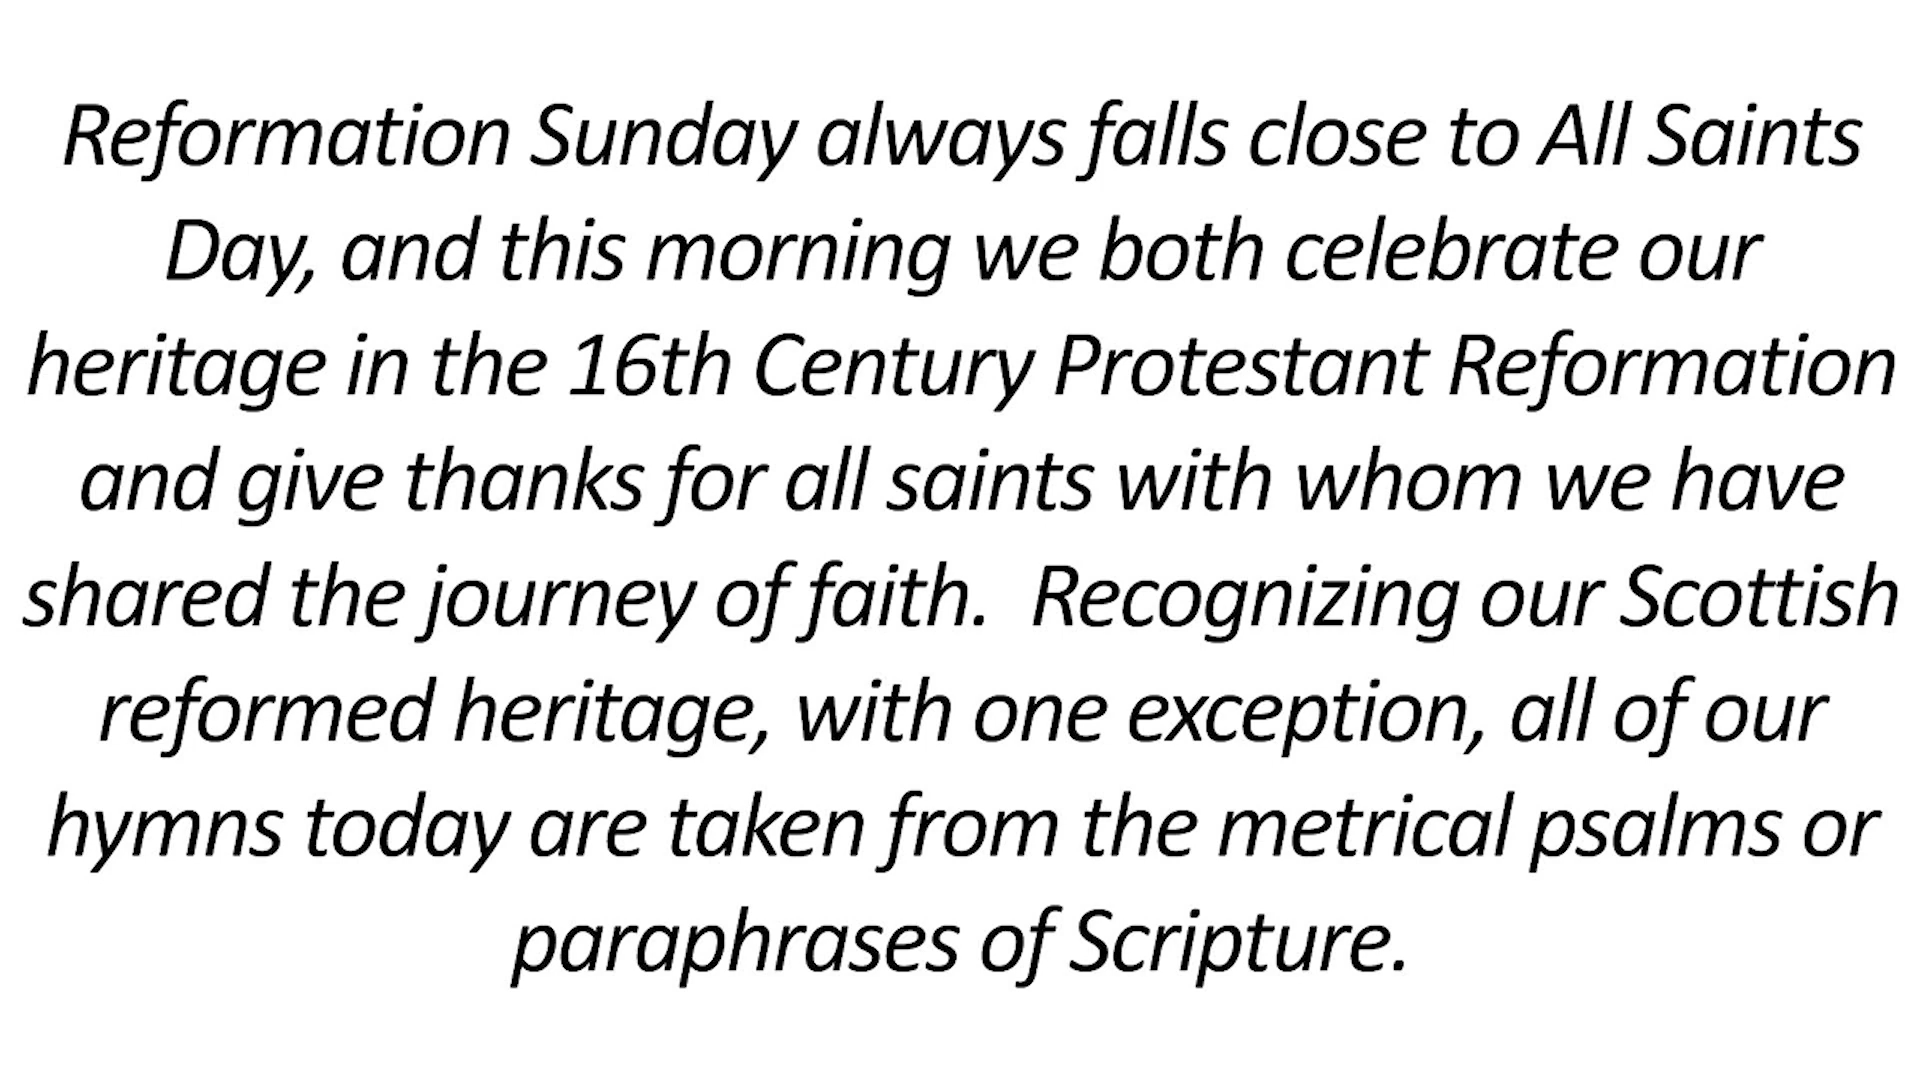 Reformation Sunday always falls close to All Saints
Day, and this morning we both celebrate our
heritage in the 16th Century Protestant Reformation
and give thanks for all saints with whom we have
shared the journey of faith.  Recognizing our Scottish
reformed heritage, with one exception, all of our
hymns today are taken from the metrical psalms or
paraphrases of Scripture.